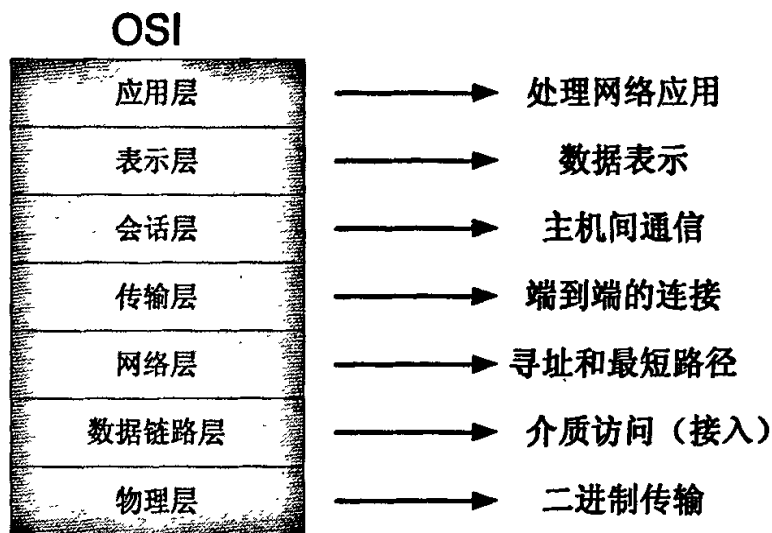 OSI
应用层 处理网络应用
表示层 数据表示
会话层 主机间通信
传输层 端到端的连接
网络层 寻址和最短路径
数据链路层 介质访问（接入）
物理层 二进制传输